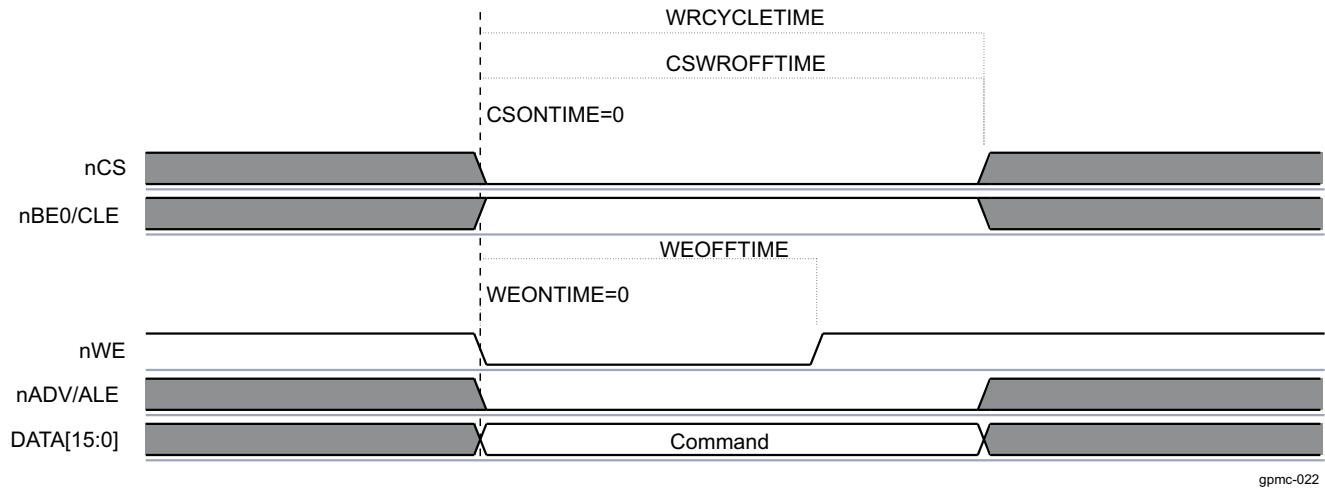 WRCYCLETIME
CSWROFFTIME
CSONTIME=0
nCS
nBE0/CLE
WEOFFTIME
WEONTIME=0
nWE
nADV/ALE
DATA[15:0]
Command
gpmc-022